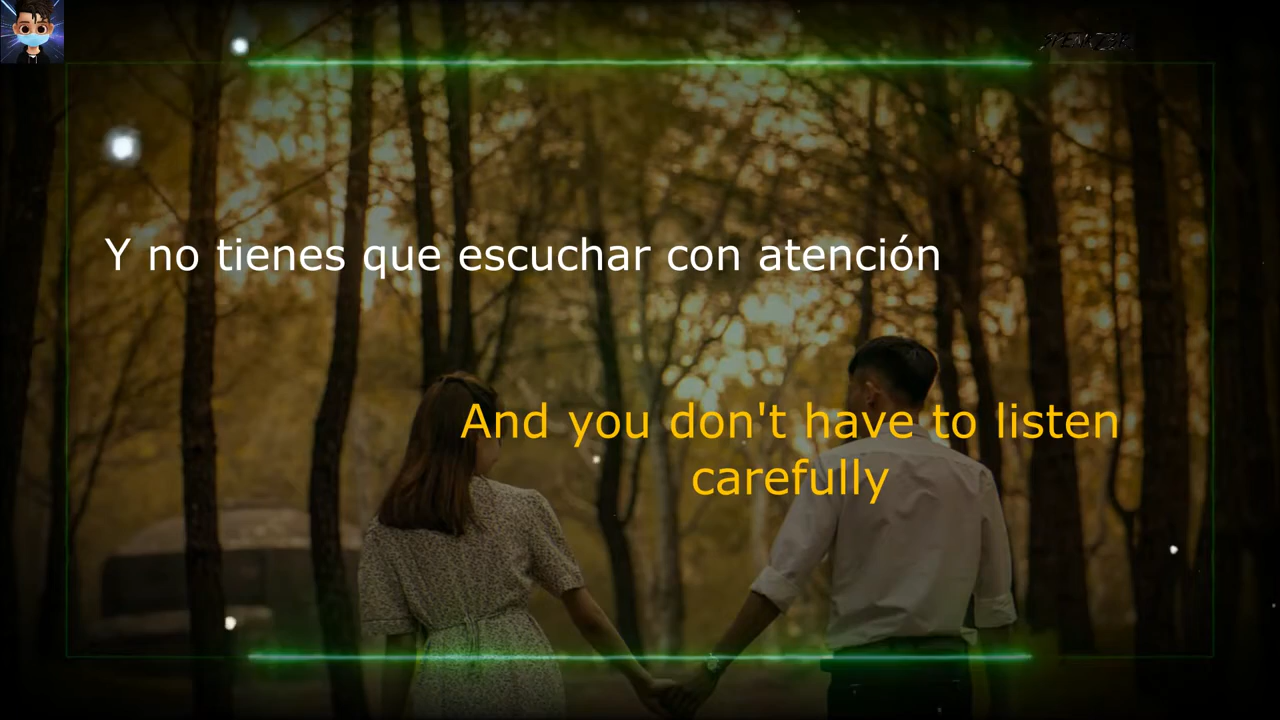 Y no tienes que escuchar con atención
And you don't have to listen
carefully